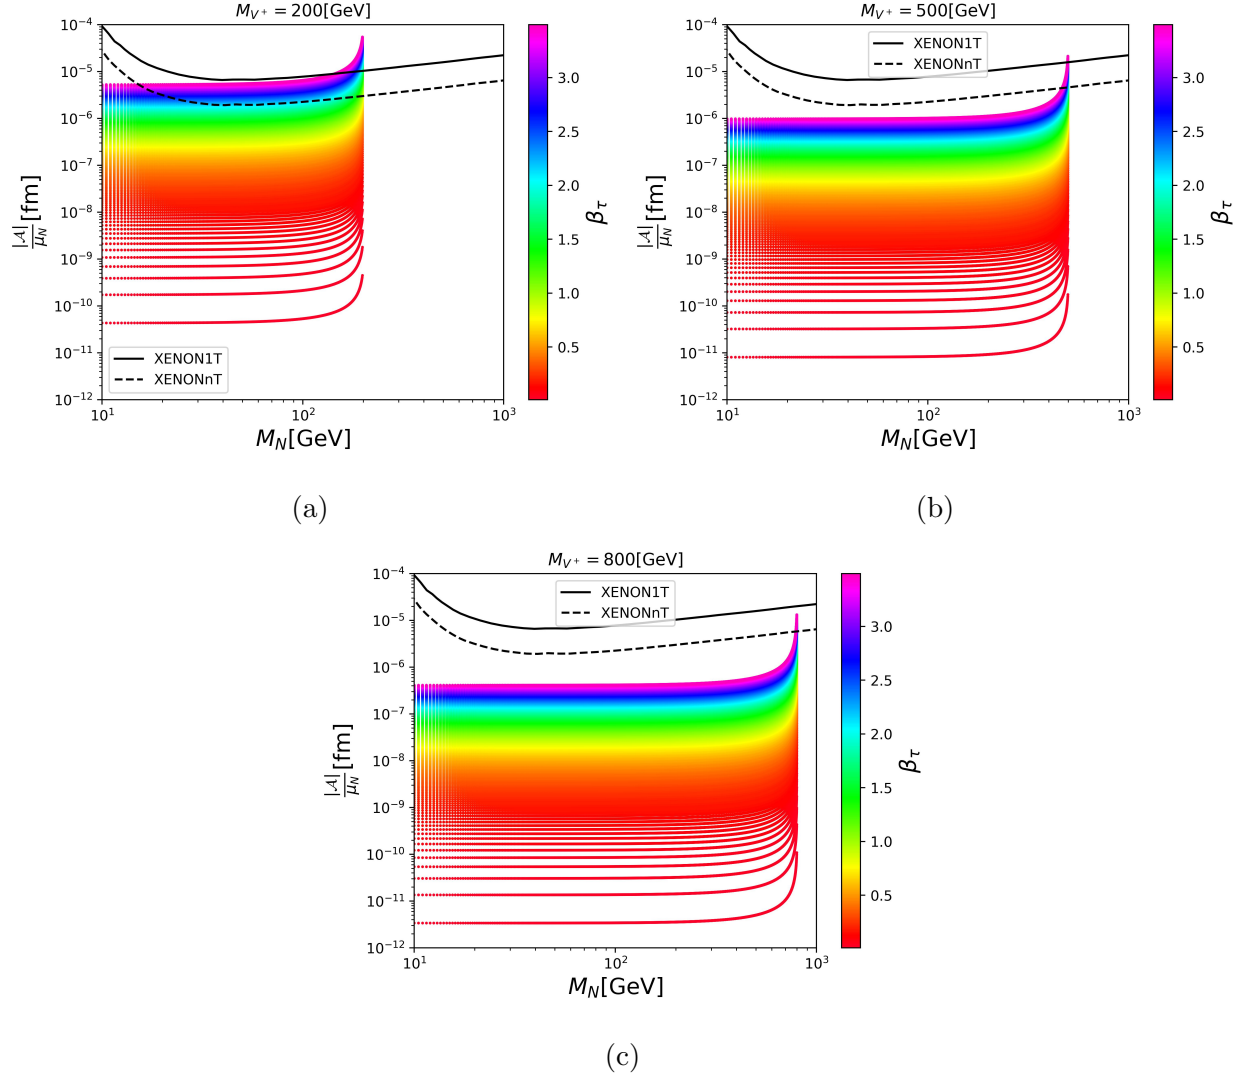 M_{V^+} = 200[GeV]
10^{-4}
10^{-5}
10^{-6}
10^{-7}
10^{-8}
10^{-9}
10^{-10}
10^{-11}
10^{-12}
|𝒜|/μ_N [fm]
XENON1T
XENONnT
10^1
10^2
10^3
M_N[GeV]
3.0
2.5
2.0
1.5
1.0
0.5
β_τ
(a)
M_{V^+} = 500[GeV]
10^{-4}
10^{-5}
10^{-6}
10^{-7}
10^{-8}
10^{-9}
10^{-10}
10^{-11}
10^{-12}
|𝒜|/μ_N [fm]
XENON1T
XENONnT
10^1
10^2
10^3
M_N[GeV]
3.0
2.5
2.0
1.5
1.0
0.5
β_τ
(b)
M_{V^+} = 800[GeV]
10^{-4}
10^{-5}
10^{-6}
10^{-7}
10^{-8}
10^{-9}
10^{-10}
10^{-11}
10^{-12}
|𝒜|/μ_N [fm]
XENON1T
XENONnT
10^1
10^2
10^3
M_N[GeV]
3.0
2.5
2.0
1.5
1.0
0.5
β_τ
(c)